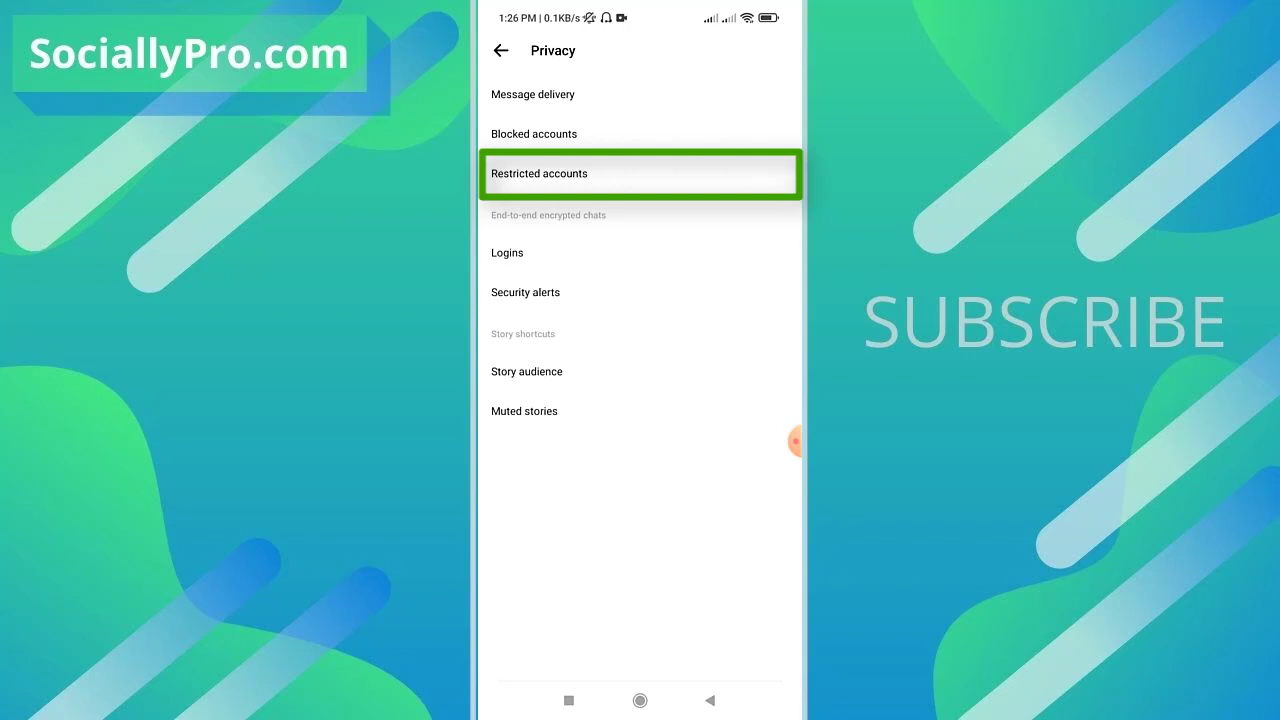 SociallyPro.com
1:26 PM | 0.1KB/s
Privacy
Message delivery
Blocked accounts
Restricted accounts
End-to-end encrypted chats
Logins
Security alerts
Story shortcuts
Story audience
Muted stories
SUBSCRIBE